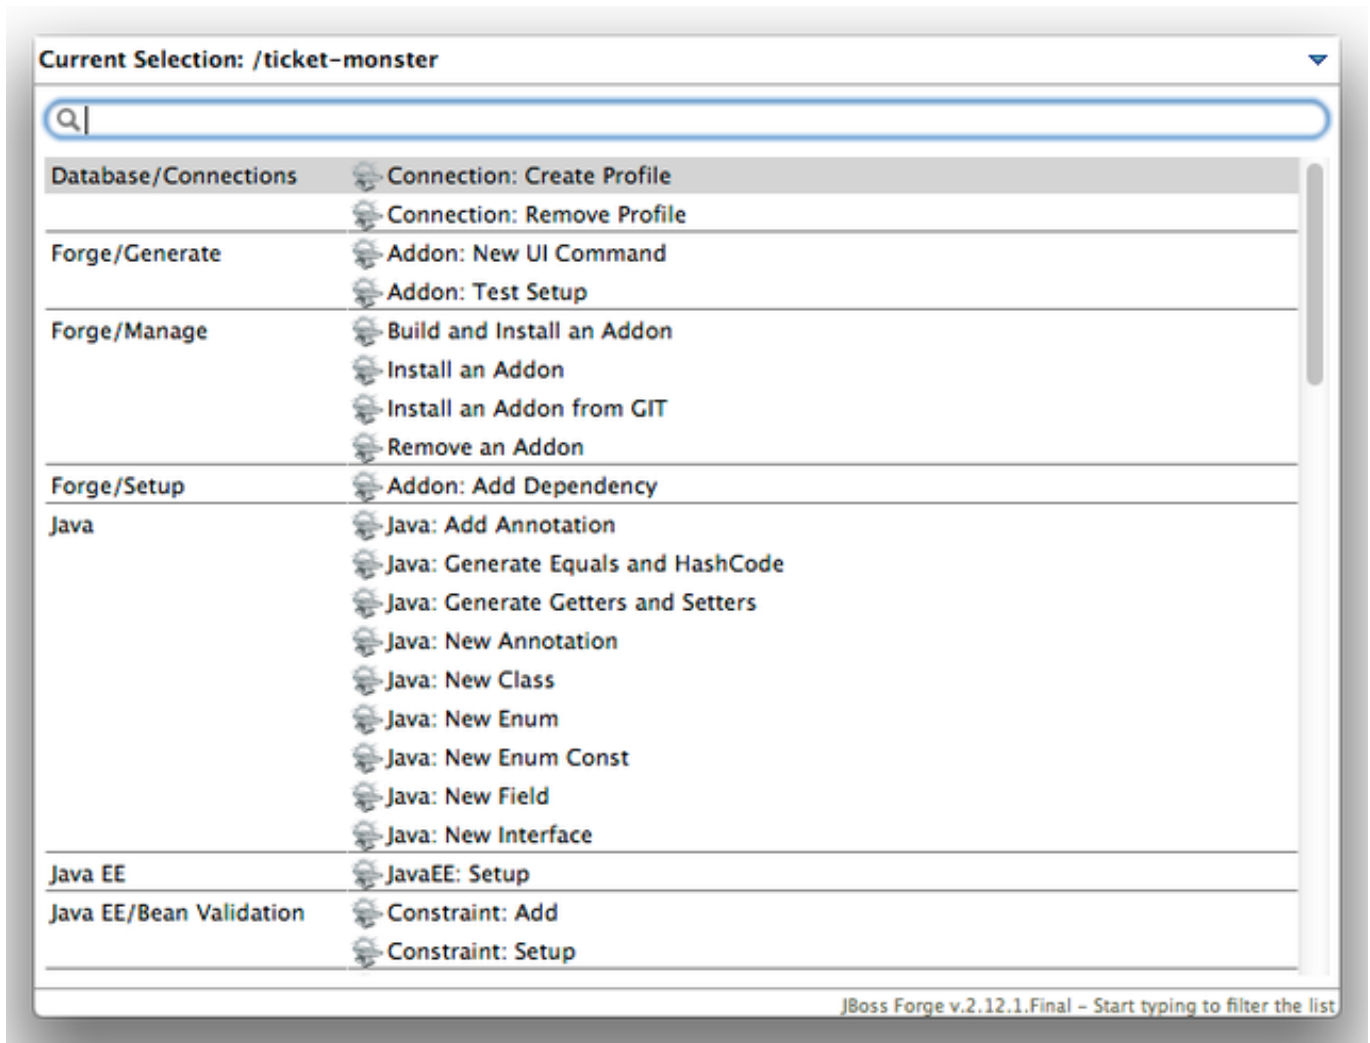 Current Selection: /ticket-monster
Database/Connections Connection: Create Profile
Connection: Remove Profile
Forge/Generate Addon: New UI Command
Addon: Test Setup
Forge/Manage Build and Install an Addon
Install an Addon
Install an Addon from GIT
Remove an Addon
Forge/Setup Addon: Add Dependency
Java Java: Add Annotation
Java: Generate Equals and HashCode
Java: Generate Getters and Setters
Java: New Annotation
Java: New Class
Java: New Enum
Java: New Enum Const
Java: New Field
Java: New Interface
Java EE JavaEE: Setup
Java EE/Bean Validation Constraint: Add
Constraint: Setup
JBoss Forge v.2.12.1.Final – Start typing to filter the list